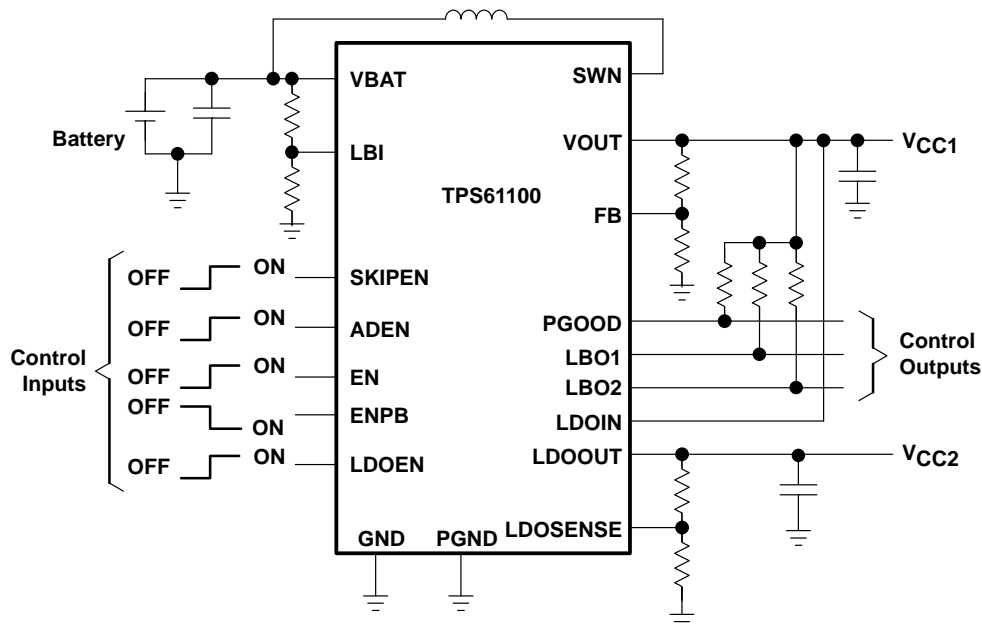 VBAT
SWN
Battery
LBI
VOUT
VCC1
TPS61100
FB
OFF ON SKIPEN
OFF ON ADEN
PGOOD
Control
Inputs
LBO1
Control
Outputs
OFF ON EN
LBO2
OFF ON ENPB
LDOIN
OFF ON LDOEN
LDOOUT
VCC2
LDOSENSE
GND PGND